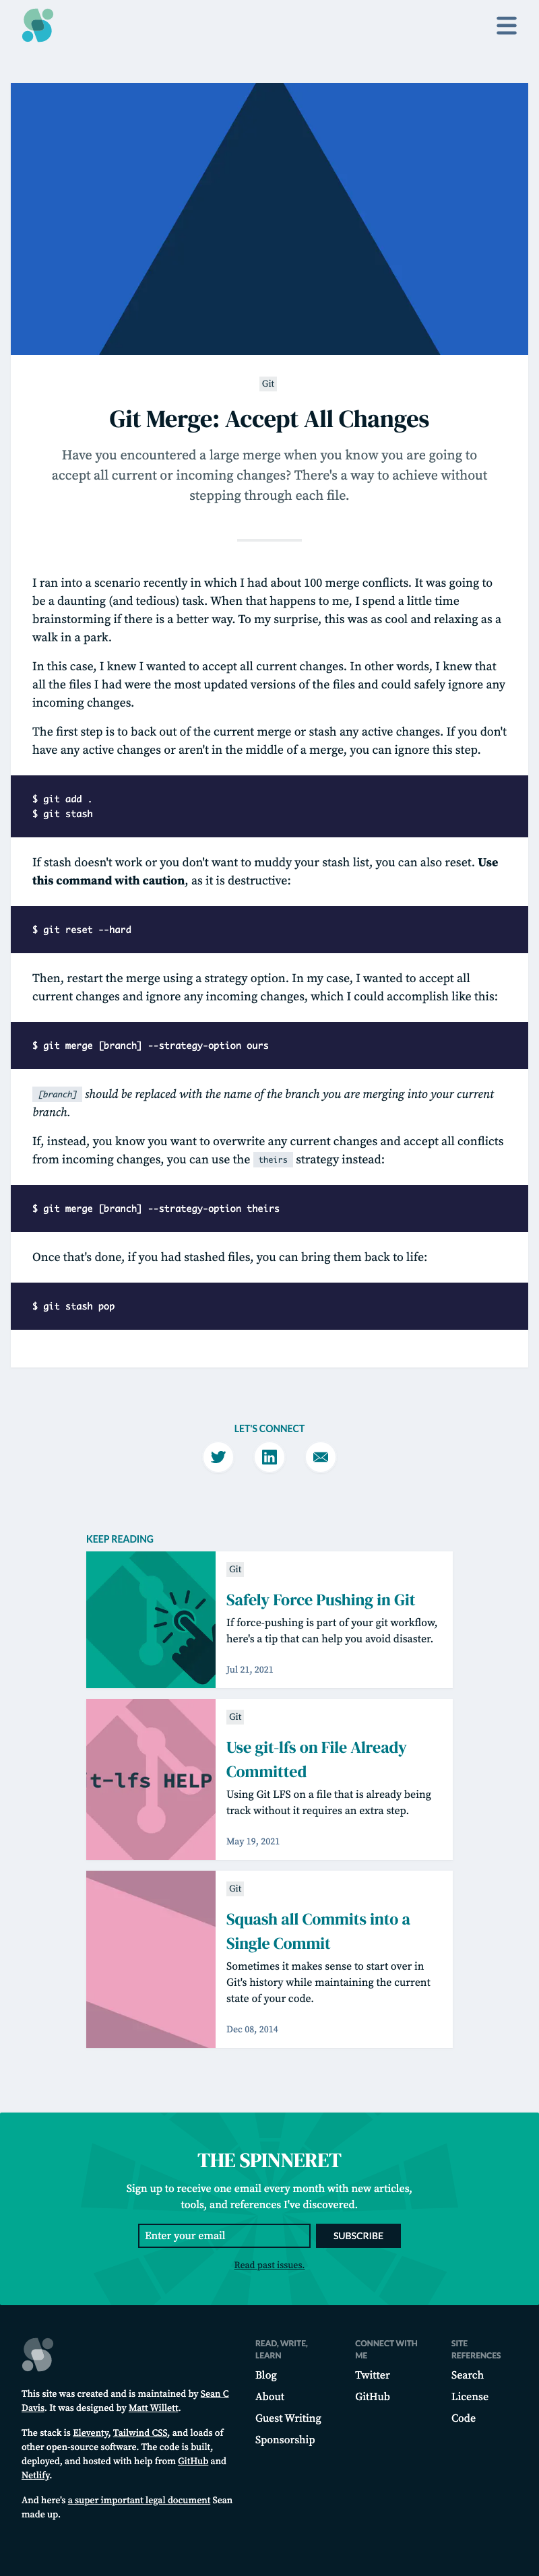 Git
Git Merge: Accept All Changes
Have you encountered a large merge when you know you are going to
accept all current or incoming changes? There's a way to achieve without
stepping through each file.
I ran into a scenario recently in which I had about 100 merge conflicts. It was going to
be a daunting (and tedious) task. When that happens to me, I spend a little time
brainstorming if there is a better way. To my surprise, this was as cool and relaxing as a
walk in a park.
In this case, I knew I wanted to accept all current changes. In other words, I knew that
all the files I had were the most updated versions of the files and could safely ignore any
incoming changes.
The first step is to back out of the current merge or stash any active changes. If you don't
have any active changes or aren't in the middle of a merge, you can ignore this step.
$ git add .
$ git stash
If stash doesn't work or you don't want to muddy your stash list, you can also reset. Use
this command with caution, as it is destructive:
$ git reset --hard
Then, restart the merge using a strategy option. In my case, I wanted to accept all
current changes and ignore any incoming changes, which I could accomplish like this:
$ git merge [branch] --strategy-option ours
[branch] should be replaced with the name of the branch you are merging into your current
branch.
If, instead, you know you want to overwrite any current changes and accept all conflicts
from incoming changes, you can use the theirs strategy instead:
$ git merge [branch] --strategy-option theirs
Once that's done, if you had stashed files, you can bring them back to life:
$ git stash pop
LET'S CONNECT
KEEP READING
Git
Safely Force Pushing in Git
If force-pushing is part of your git workflow,
here's a tip that can help you avoid disaster.
Jul 21, 2021
t-lfs HELP
Git
Use git-lfs on File Already
Committed
Using Git LFS on a file that is already being
track without it requires an extra step.
May 19, 2021
Git
Squash all Commits into a
Single Commit
Sometimes it makes sense to start over in
Git's history while maintaining the current
state of your code.
Dec 08, 2014
THE SPINNERET
Sign up to receive one email every month with new articles,
tools, and references I've discovered.
Enter your email
SUBSCRIBE
Read past issues.
This site was created and is maintained by Sean C
Davis. It was designed by Matt Willett.
The stack is Eleventy, Tailwind CSS, and loads of
other open-source software. The code is built,
deployed, and hosted with help from GitHub and
Netlify.
And here's a super important legal document Sean
made up.
READ, WRITE,
LEARN
Blog
About
Guest Writing
Sponsorship
CONNECT WITH
ME
Twitter
GitHub
SITE
REFERENCES
Search
License
Code